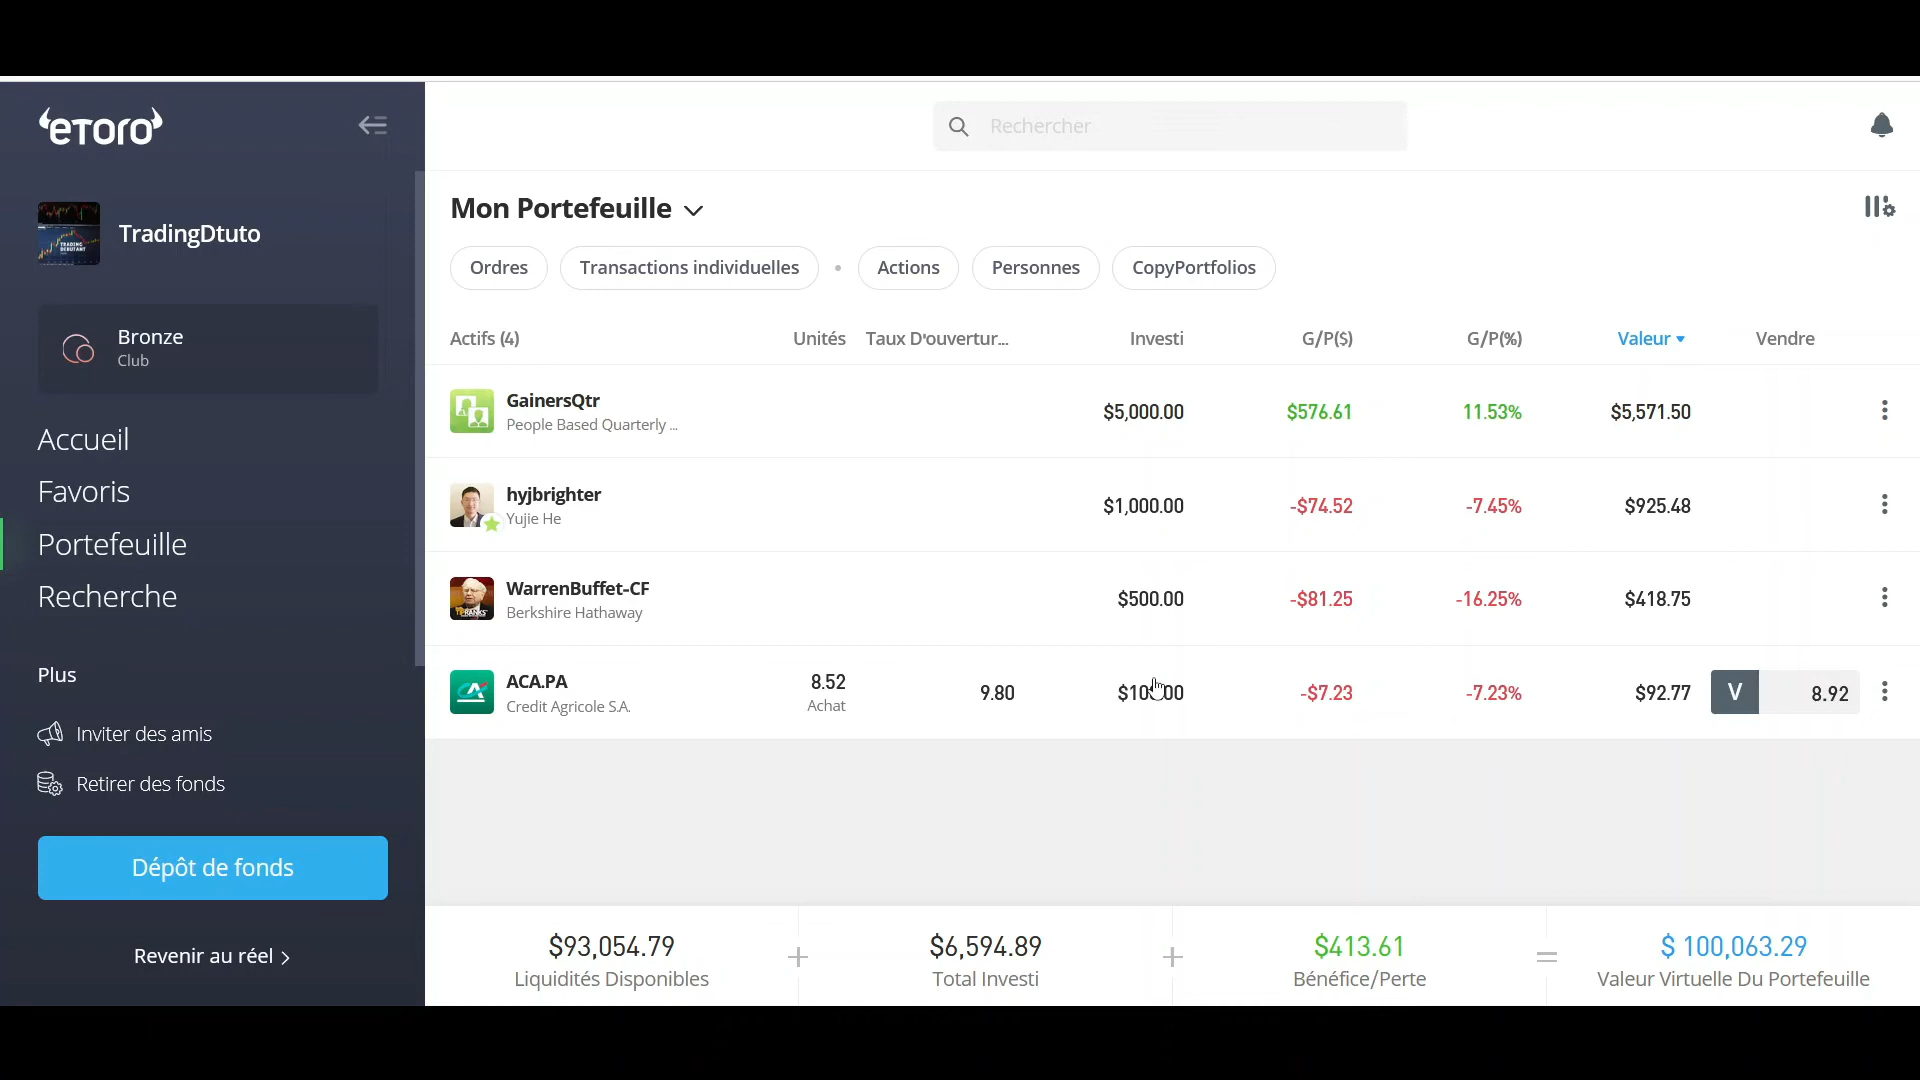 etoro
Rechercher
TradingDtuto
Mon Portefeuille
Bronze
Club
Ordres Transactions individuelles • Actions Personnes CopyPortfolios
Actifs (4) Unités Taux D'ouvertur... Investi G/P($) G/P(%) Valeur Vendre
GainersQtr
People Based Quarterly ...
$5,000.00 $576.61 11.53% $5,571.50
hyjbrighter
Yujie He
$1,000.00 -$74.52 -7.45% $925.48
WarrenBuffet-CF
Berkshire Hathaway
$500.00 -$81.25 -16.25% $418.75
ACA.PA
Credit Agricole S.A.
8.52
Achat
9.80 -$7.23 -7.23% $92.77 V 8.92
Accueil
Favoris
Portefeuille
Recherche
Plus
Inviter des amis
Retirer des fonds
Dépôt de fonds
Revenir au réel >
$93,054.79 + $6,594.89 + $413.61 = $ 100,063.29
Liquidités Disponibles Total Investi Bénéfice/Perte Valeur Virtuelle Du Portefeuille